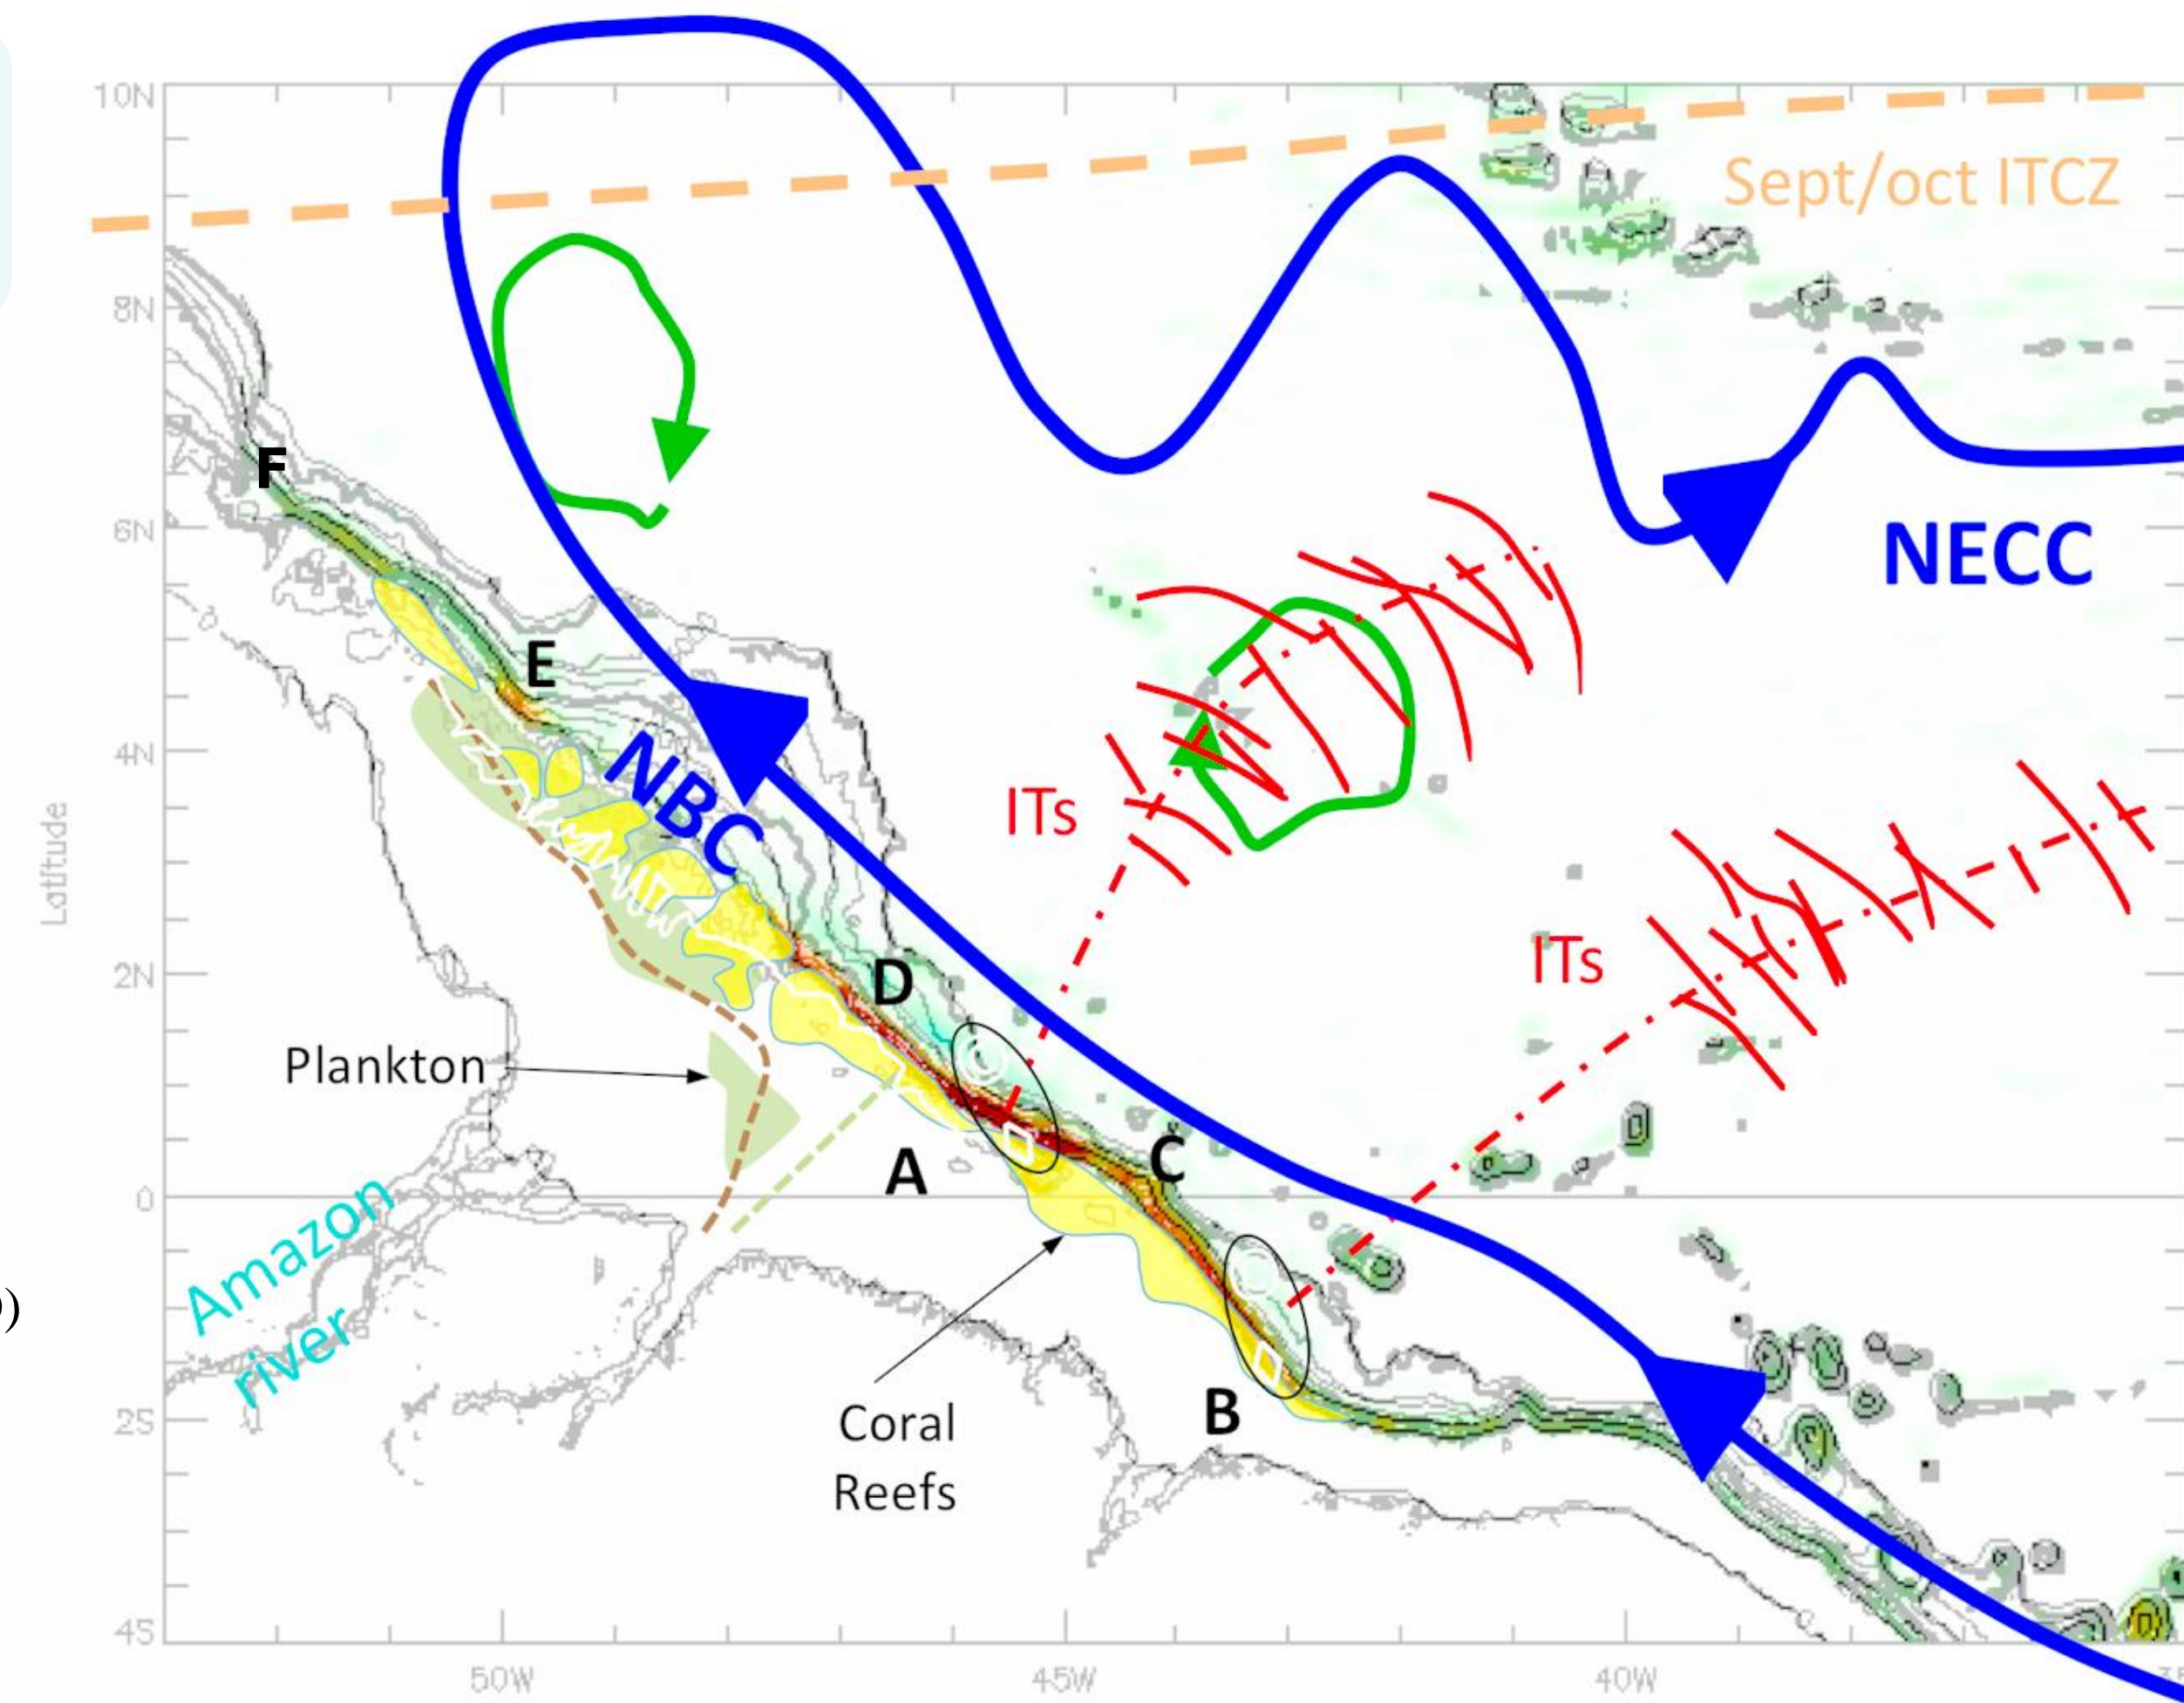 10N
Sept/oct ITCZ
8N
F
6N
NECC
E
4N
NBC
ITs
Latitude
ITs
2N
D
Plankton
C
A
0
Amazon
river
)
B
Coral
Reefs
2S
4S
50W
45W
40W